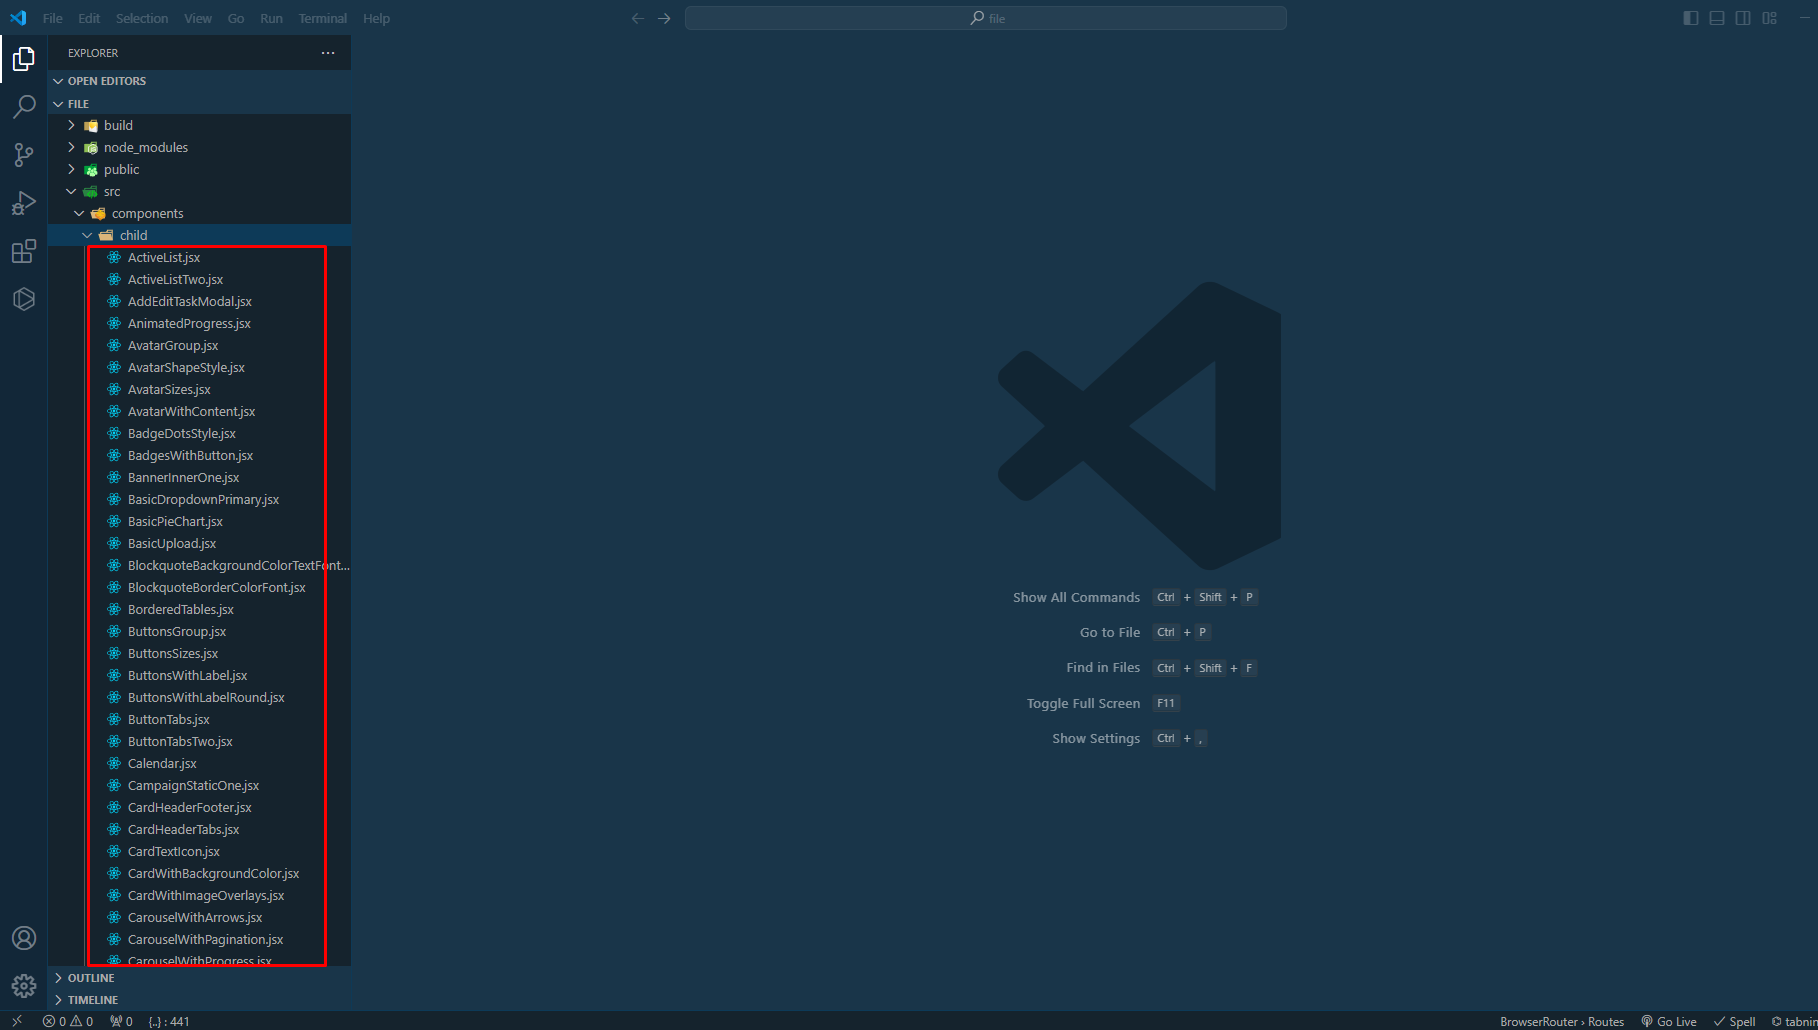 File Edit Selection View Go Run Terminal Help
file
EXPLORER
OPEN EDITORS
FILE
build
node_modules
public
src
components
child
ActiveList.jsx
ActiveListTwo.jsx
AddEditTaskModal.jsx
AnimatedProgress.jsx
AvatarGroup.jsx
AvatarShapeStyle.jsx
AvatarSizes.jsx
AvatarWithContent.jsx
BadgeDotsStyle.jsx
BadgesWithButton.jsx
BannerInnerOne.jsx
BasicDropdownPrimary.jsx
BasicPieChart.jsx
BasicUpload.jsx
BlockquoteBackgroundColorTextFont...
BlockquoteBorderColorFont.jsx
BorderedTables.jsx
ButtonsGroup.jsx
ButtonsSizes.jsx
ButtonsWithLabel.jsx
ButtonsWithLabelRound.jsx
ButtonTabs.jsx
ButtonTabsTwo.jsx
Calendar.jsx
CampaignStaticOne.jsx
CardHeaderFooter.jsx
CardHeaderTabs.jsx
CardTextIcon.jsx
CardWithBackgroundColor.jsx
CardWithImageOverlays.jsx
CarouselWithArrows.jsx
CarouselWithPagination.jsx
CarouselWithProgress.jsx
OUTLINE
TIMELINE
Show All Commands Ctrl + Shift + P
Go to File Ctrl + P
Find in Files Ctrl + Shift + F
Toggle Full Screen F11
Show Settings Ctrl + ,
0 0 0 {..} : 441
BrowserRouter › Routes Go Live Spell tabnin